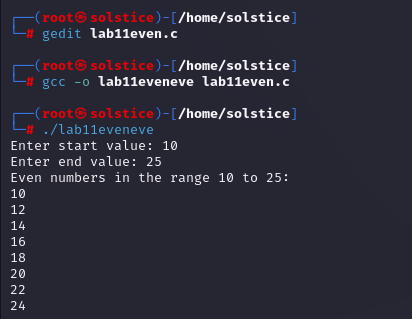 ┌──(root㉿solstice)-[/home/solstice]
└─# gedit lab11even.c
┌──(root㉿solstice)-[/home/solstice]
└─# gcc -o lab11eveneve lab11even.c
┌──(root㉿solstice)-[/home/solstice]
└─# ./lab11eveneve
Enter start value: 10
Enter end value: 25
Even numbers in the range 10 to 25:
10
12
14
16
18
20
22
24